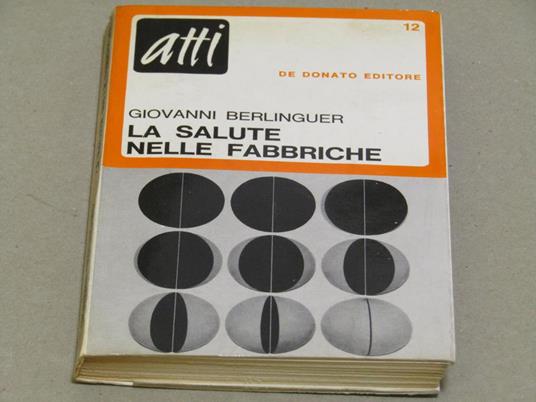 atti
12
DE DONATO EDITORE
GIOVANNI BERLINGUER
LA SALUTE
NELLE FABBRICHE